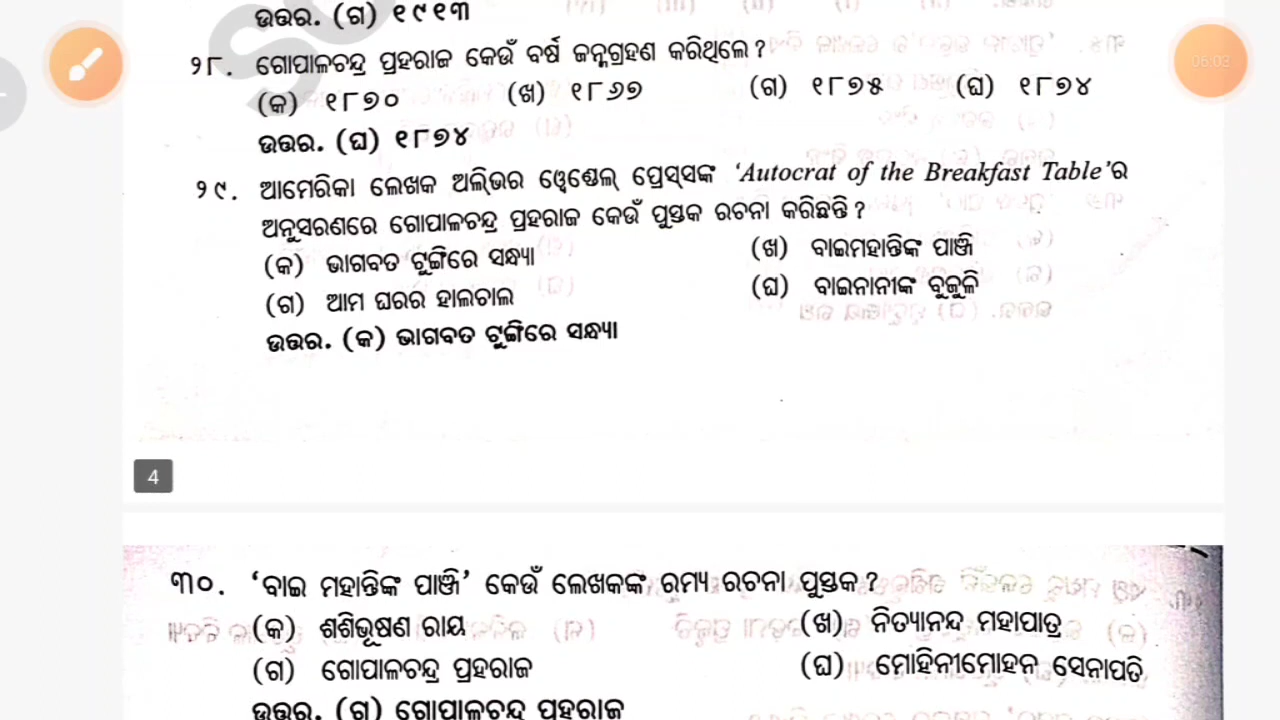 ଉତ୍ତର. (ଗ) ୧୯୧୩
୨୮. ଗୋପାଳଚନ୍ଦ୍ର ପ୍ରହରାଜ କେଉଁ ବର୍ଷ ଜନ୍ମଗ୍ରହଣ କରିଥିଲେ ?
(କ) ୧୮୭୦ (ଖ) ୧୮୬୭ (ଗ) ୧୮୭୫ (ଘ) ୧୮୭୪
ଉତ୍ତର. (ଘ) ୧୮୭୪
୨୯. ଆମେରିକା ଲେଖକ ଅଲିଭର ୱେଣ୍ଡେଲ୍ ପ୍ରେସ୍‌ସଙ୍କ ‘Autocrat of the Breakfast Table’ର
ଅନୁସରଣରେ ଗୋପାଳଚନ୍ଦ୍ର ପ୍ରହରାଜ କେଉଁ ପୁସ୍ତକ ରଚନା କରିଛନ୍ତି ?
(କ) ଭାଗବତ ଟୁଙ୍ଗିରେ ସନ୍ଧ୍ୟା (ଖ) ବାଇମହାନ୍ତିଙ୍କ ପାଞ୍ଜି
(ଗ) ଆମ ଘରର ହାଲଚାଲ (ଘ) ବାଇନାନୀଙ୍କ ବୁଜୁଳି
ଉତ୍ତର. (କ) ଭାଗବତ ଟୁଙ୍ଗିରେ ସନ୍ଧ୍ୟା
4
୩୦. ‘ବାଇ ମହାନ୍ତିଙ୍କ ପାଞ୍ଜି’ କେଉଁ ଲେଖକଙ୍କ ରମ୍ୟ ରଚନା ପୁସ୍ତକ ?
(କ) ଶଶିଭୂଷଣ ରାୟ (ଖ) ନିତ୍ୟାନନ୍ଦ ମହାପାତ୍ର
(ଗ) ଗୋପାଳଚନ୍ଦ୍ର ପ୍ରହରାଜ (ଘ) ମୋହିନୀମୋହନ ସେନାପତି
ଉତ୍ତର. (ଗ) ଗୋପାଳଚନ୍ଦ୍ର ପ୍ରହରାଜ